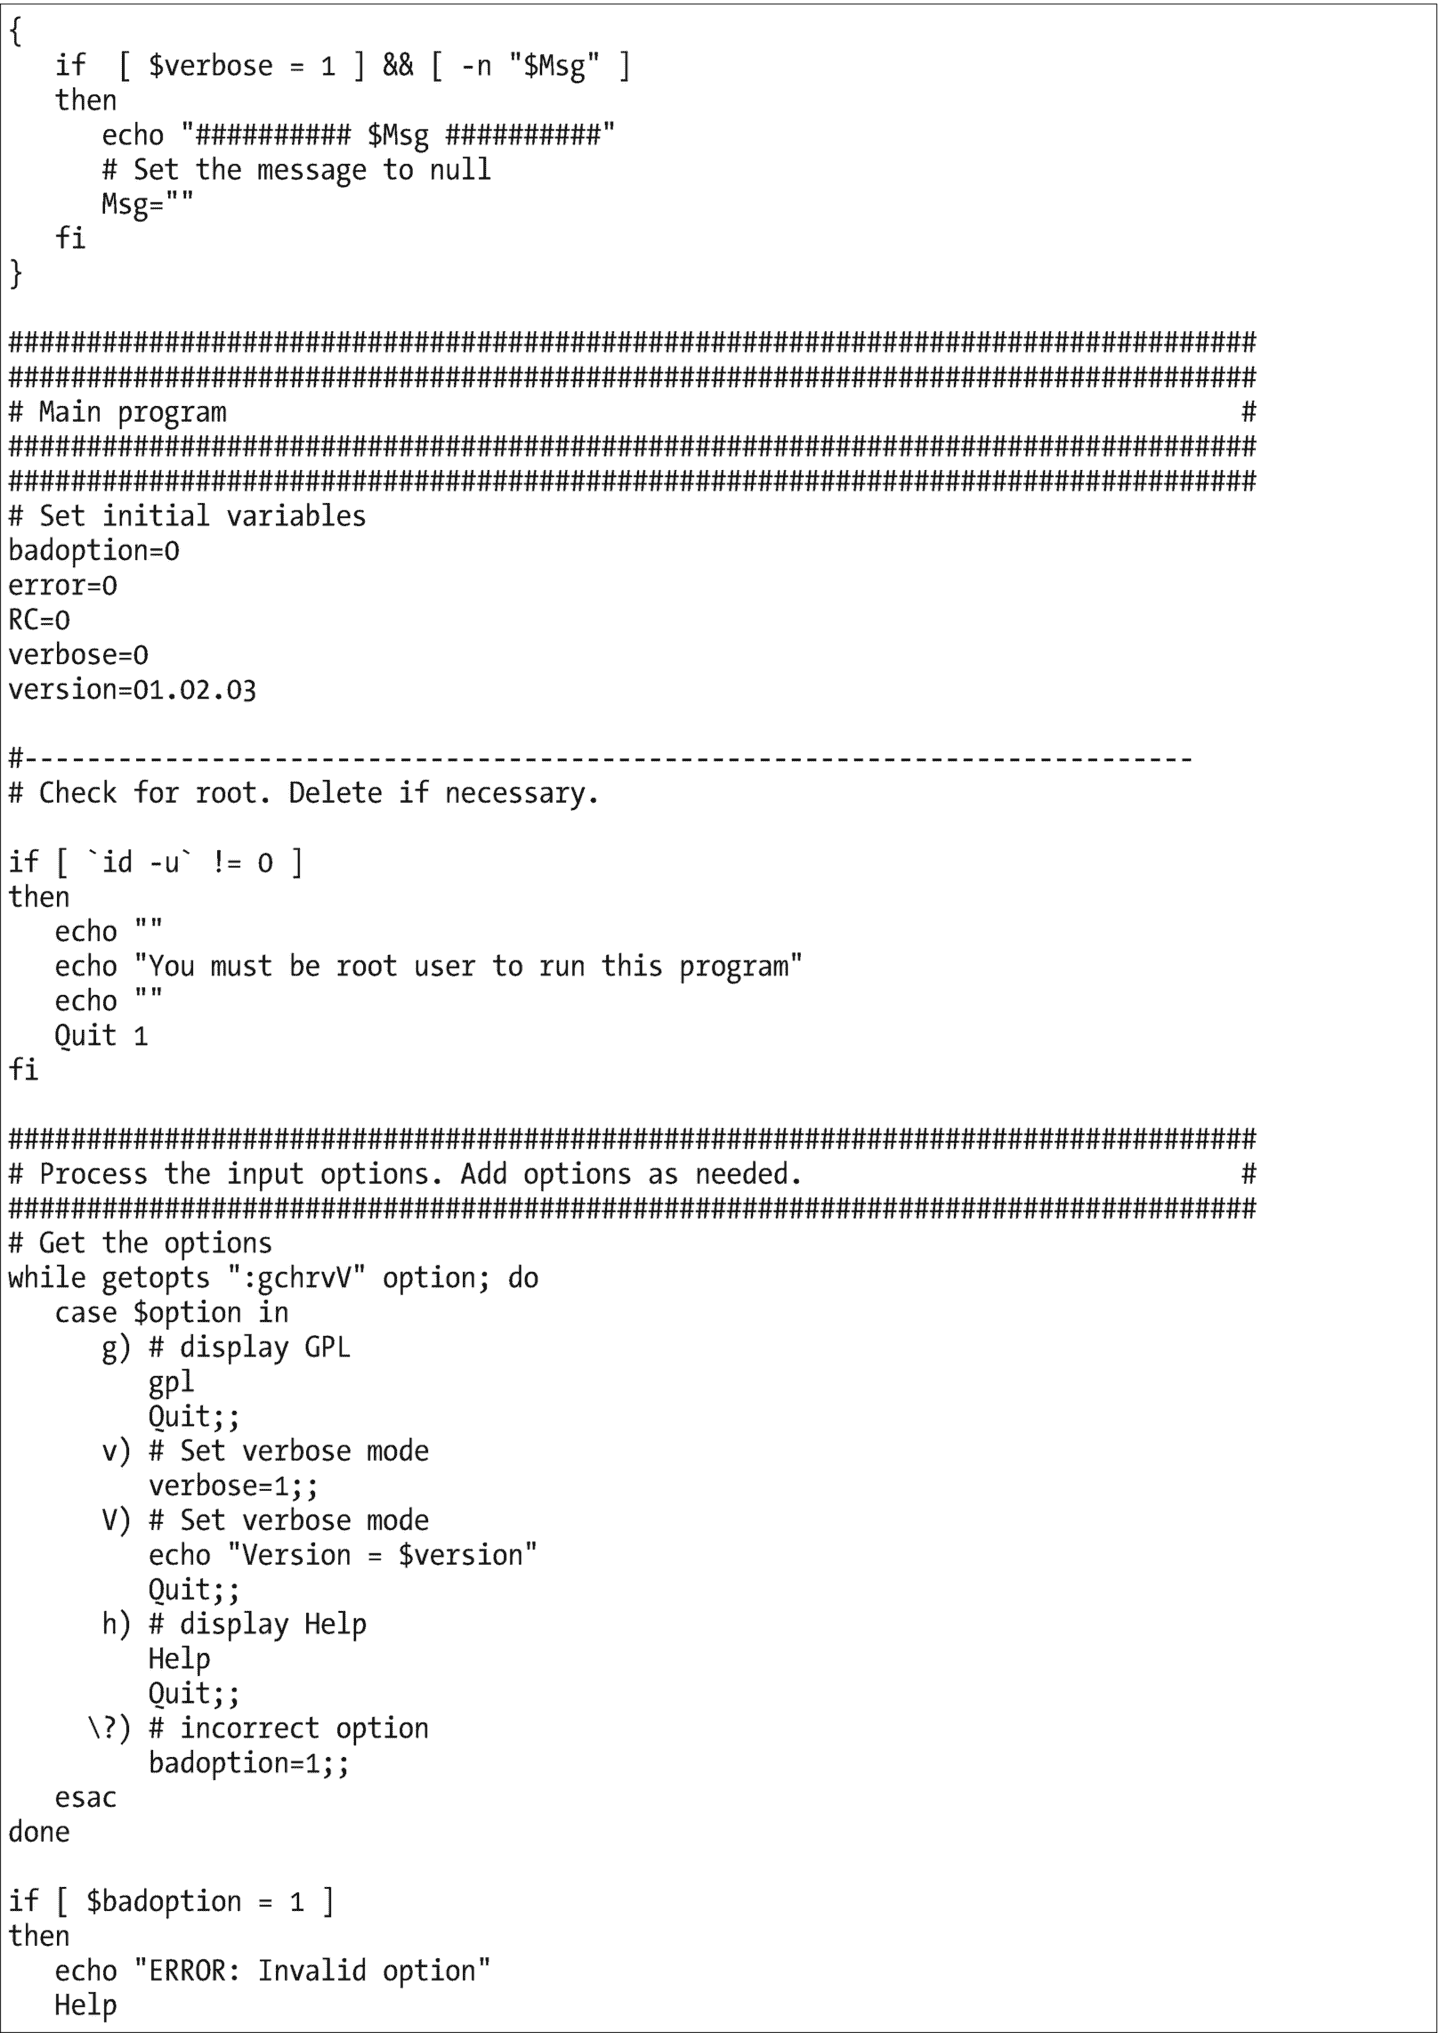 {
   if  [ $verbose = 1 ] && [ -n "$Msg" ]
   then
      echo "########## $Msg ##########"
      # Set the message to null
      Msg=""
   fi
}

################################################################################
################################################################################
# Main program                                                                 #
################################################################################
################################################################################
# Set initial variables
badoption=0
error=0
RC=0
verbose=0
version=01.02.03

#---------------------------------------------------------------------------
# Check for root. Delete if necessary.

if [ `id -u` != 0 ]
then
   echo ""
   echo "You must be root user to run this program"
   echo ""
   Quit 1
fi

################################################################################
# Process the input options. Add options as needed.                            #
################################################################################
# Get the options
while getopts ":gchrvV" option; do
   case $option in
      g) # display GPL
         gpl
         Quit;;
      v) # Set verbose mode
         verbose=1;;
      V) # Set verbose mode
         echo "Version = $version"
         Quit;;
      h) # display Help
         Help
         Quit;;
     \?) # incorrect option
         badoption=1;;
   esac
done

if [ $badoption = 1 ]
then
   echo "ERROR: Invalid option"
   Help